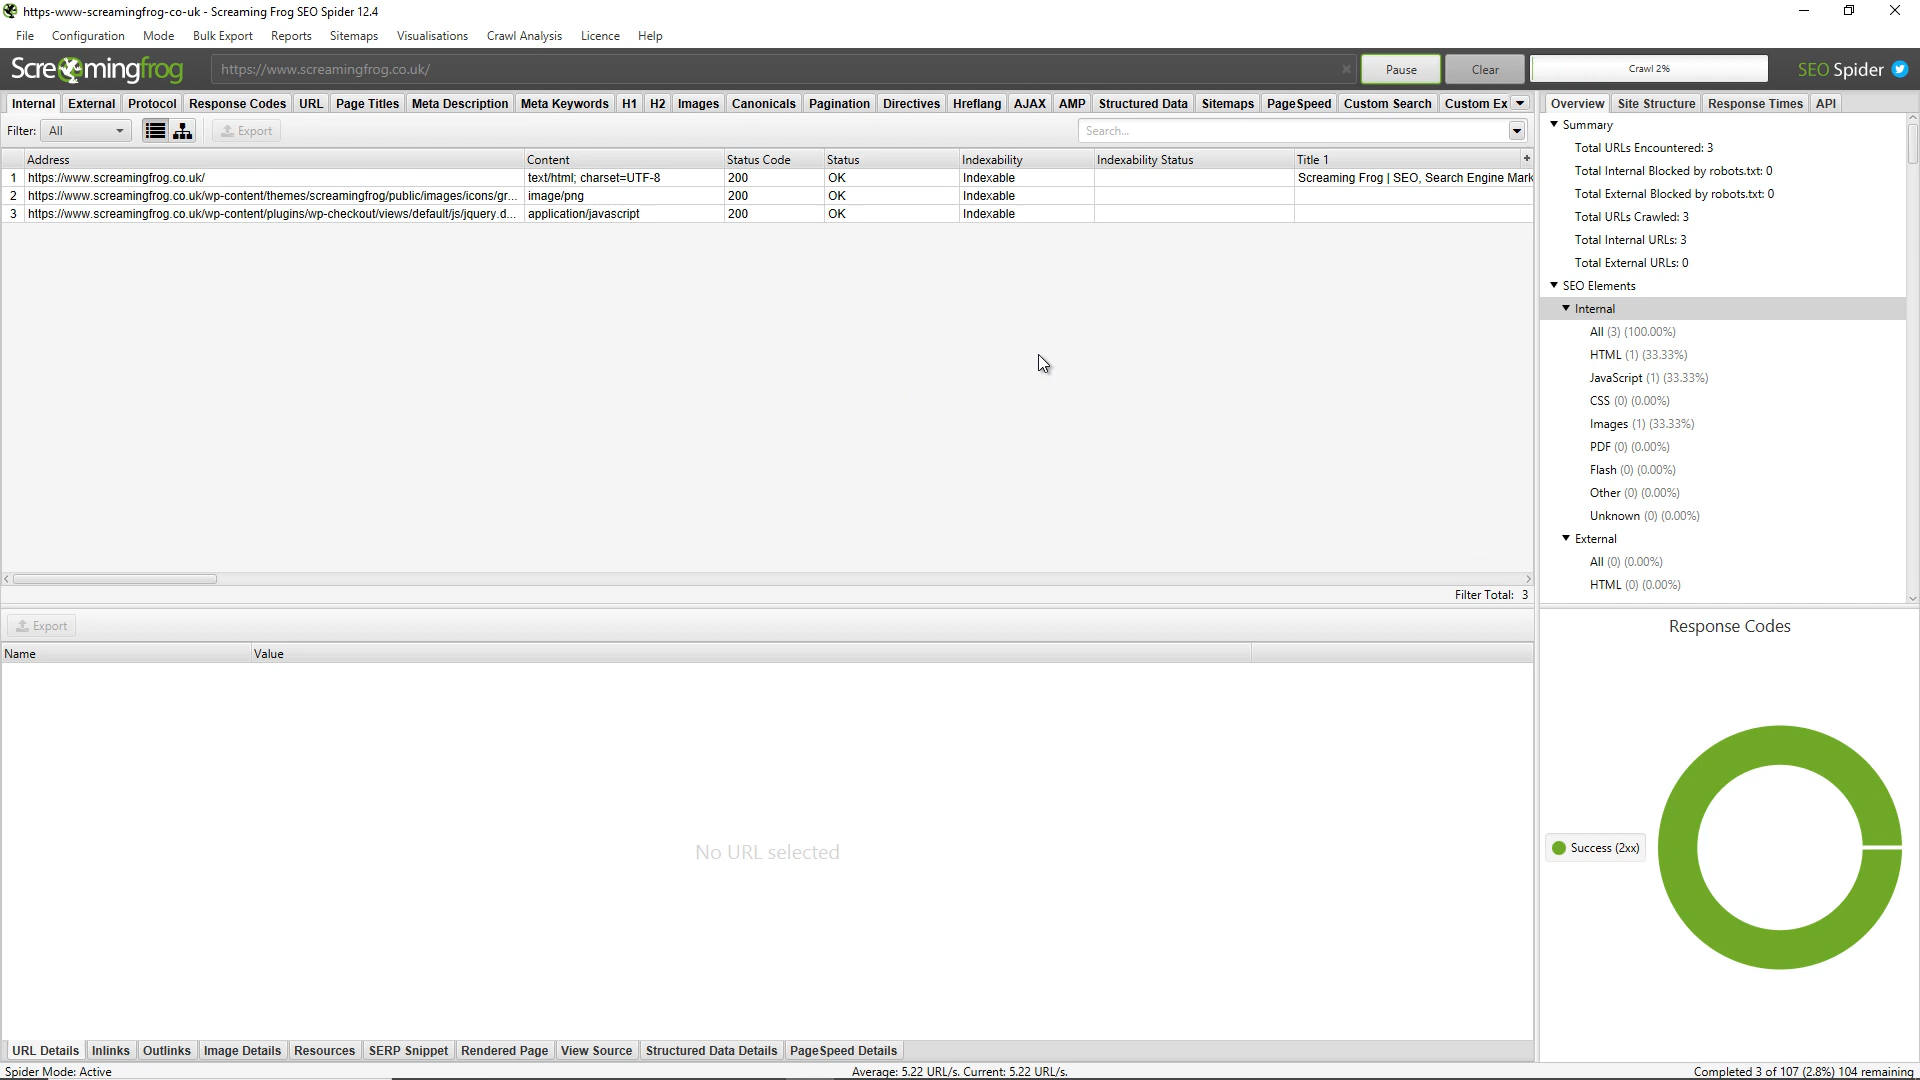 https-www-screamingfrog-co-uk - Screaming Frog SEO Spider 12.4
File Configuration Mode Bulk Export Reports Sitemaps Visualisations Crawl Analysis Licence Help
Screamingfrog https://www.screamingfrog.co.uk/ Pause Clear Crawl 2% SEO Spider
Internal External Protocol Response Codes URL Page Titles Meta Description Meta Keywords H1 H2 Images Canonicals Pagination Directives Hreflang AJAX AMP Structured Data Sitemaps PageSpeed Custom Search Custom Ex
Filter: All Export Search...
Address Content Status Code Status Indexability Indexability Status Title 1 +
1 https://www.screamingfrog.co.uk/ text/html; charset=UTF-8 200 OK Indexable Screaming Frog | SEO, Search Engine Mark
2 https://www.screamingfrog.co.uk/wp-content/themes/screamingfrog/public/images/icons/gr... image/png 200 OK Indexable
3 https://www.screamingfrog.co.uk/wp-content/plugins/wp-checkout/views/default/js/jquery.d... application/javascript 200 OK Indexable
Filter Total: 3
Export
Name Value
No URL selected
URL Details Inlinks Outlinks Image Details Resources SERP Snippet Rendered Page View Source Structured Data Details PageSpeed Details
Overview Site Structure Response Times API
Summary
Total URLs Encountered: 3
Total Internal Blocked by robots.txt: 0
Total External Blocked by robots.txt: 0
Total URLs Crawled: 3
Total Internal URLs: 3
Total External URLs: 0
SEO Elements
Internal
All (3) (100.00%)
HTML (1) (33.33%)
JavaScript (1) (33.33%)
CSS (0) (0.00%)
Images (1) (33.33%)
PDF (0) (0.00%)
Flash (0) (0.00%)
Other (0) (0.00%)
Unknown (0) (0.00%)
External
All (0) (0.00%)
HTML (0) (0.00%)
Response Codes
Success (2xx)
Spider Mode: Active Average: 5.22 URL/s. Current: 5.22 URL/s. Completed 3 of 107 (2.8%) 104 remaining